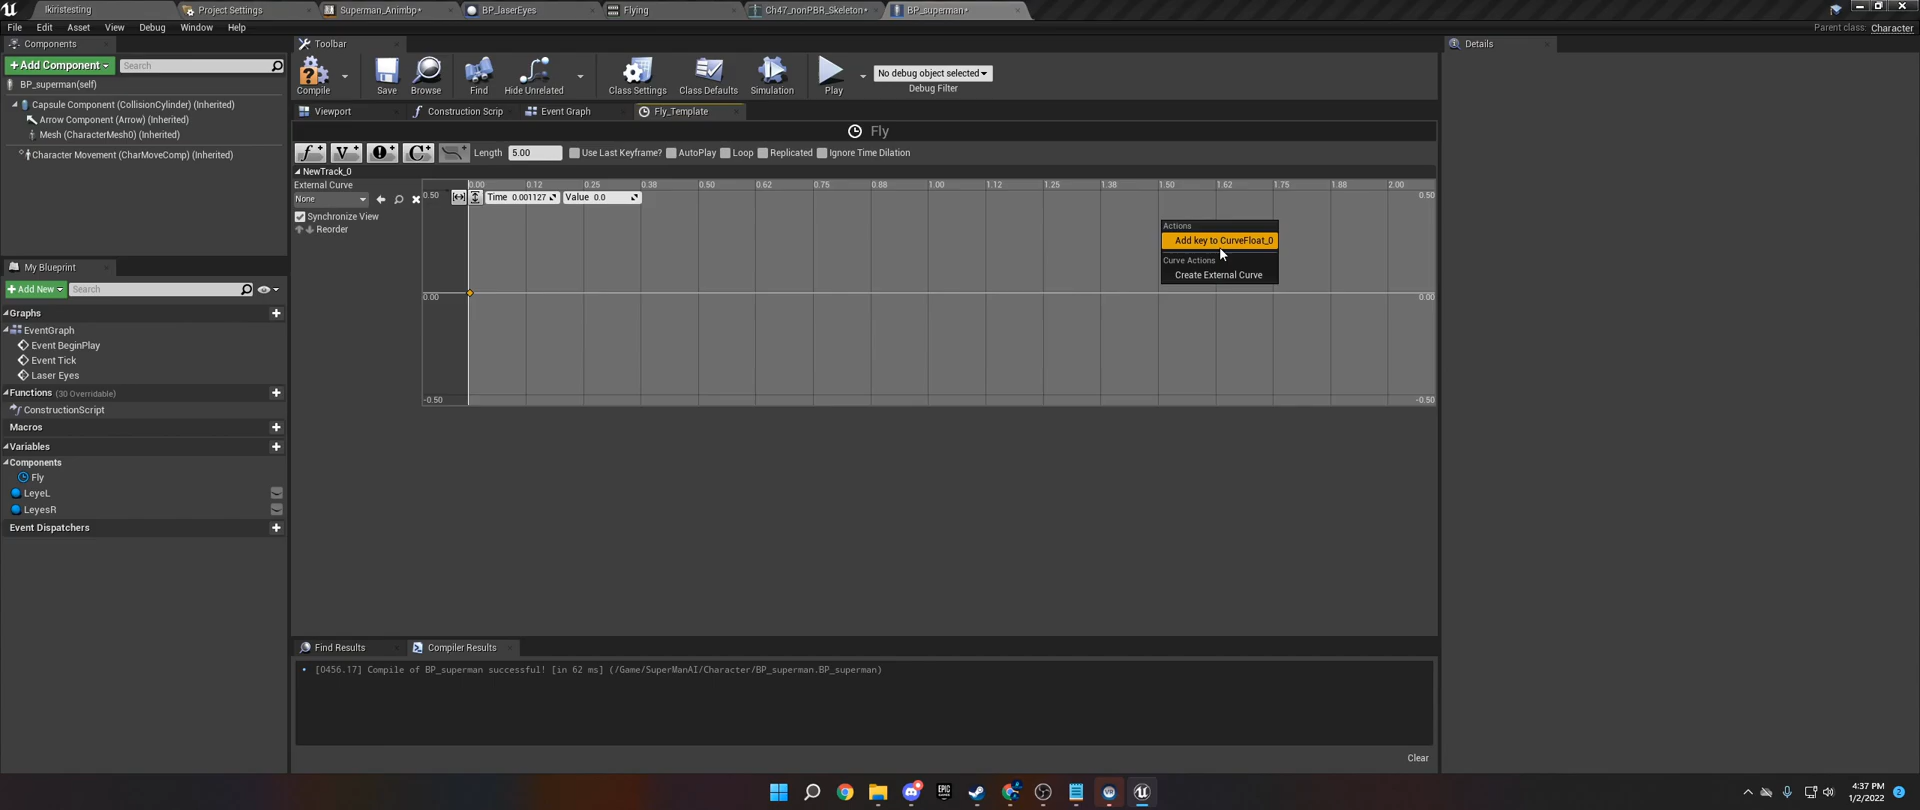 Ikiristesting
Project Settings
Superman_Animbp*
BP_laserEyes
Flying
Ch47_nonPBR_Skeleton*
BP_superman*
File Edit Asset View Debug Window Help
Parent class: Character
Components
Toolbar
Details
+Add Component
Search
BP_superman(self)
Capsule Component (CollisionCylinder) (Inherited)
Arrow Component (Arrow) (Inherited)
Mesh (CharacterMesh0) (Inherited)
Character Movement (CharMoveComp) (Inherited)
Compile
Save
Browse
Find
Hide Unrelated
Class Settings
Class Defaults
Simulation
Play
No debug object selected
Debug Filter
Viewport
Construction Scrip
Event Graph
Fly_Template
Fly
f+ V+ !+ C+
Length 5.00 Use Last Keyframe? AutoPlay Loop Replicated Ignore Time Dilation
NewTrack_0
External Curve
None
Synchronize View
Reorder
0.00 0.12 0.25 0.38 0.50 0.62 0.75 0.88 1.00 1.12 1.25 1.38 1.50 1.62 1.75 1.88 2.00
0.50 Time 0.001127 Value 0.0 0.50
Actions
Add key to CurveFloat_0
Curve Actions
Create External Curve
0.00 0.00
-0.50 -0.50
My Blueprint
+Add New
Search
Graphs
EventGraph
Event BeginPlay
Event Tick
Laser Eyes
Functions (30 Overridable)
ConstructionScript
Macros
Variables
Components
Fly
LeyeL
LeyesR
Event Dispatchers
Find Results
Compiler Results
[0456.17] Compile of BP_superman successful! [in 62 ms] (/Game/SuperManAI/Character/BP_superman.BP_superman)
Clear
EPIC
4:37 PM
1/2/2022
2